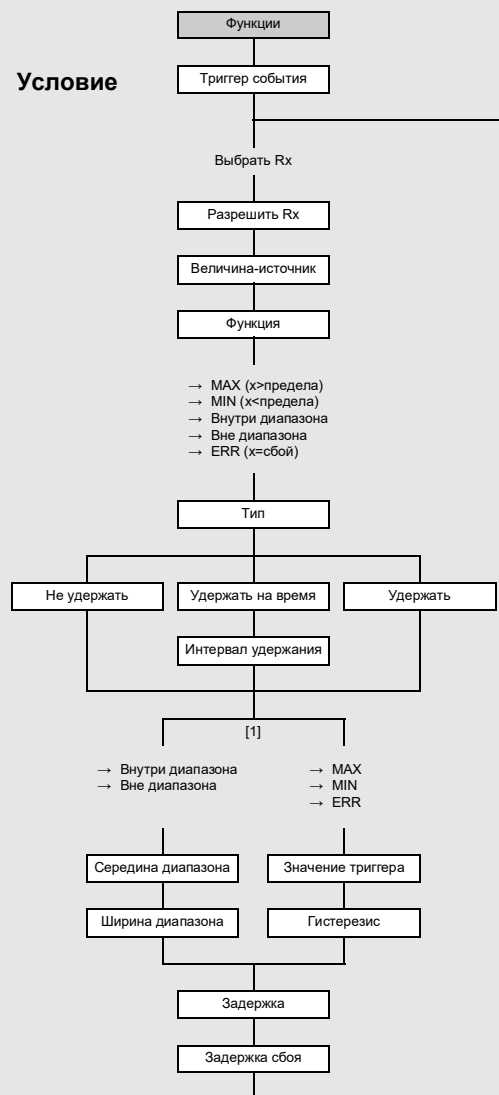 Функции
Условие
Триггер события
Выбрать Rx
Разрешить Rx
Величина-источник
Функция
→ MAX (x>предела)
→ MIN (x<предела)
→ Внутри диапазона
→ Вне диапазона
→ ERR (x=сбой)
Тип
Не удержать
Удержать на время
Удержать
Интервал удержания
[1]
→ Внутри диапазона
→ Вне диапазона
→ MAX
→ MIN
→ ERR
Середина диапазона
Значение триггера
Ширина диапазона
Гистерезис
Задержка
Задержка сбоя